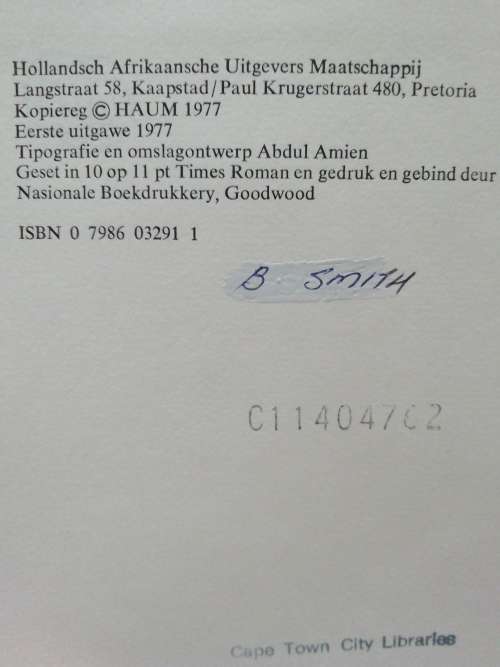 Hollandsch Afrikaansche Uitgevers Maatschappij
Langstraat 58, Kaapstad/Paul Krugerstraat 480, Pretoria
Kopiereg © HAUM 1977
Eerste uitgawe 1977
Tipografie en omslagontwerp Abdul Amien
Geset in 10 op 11 pt Times Roman en gedruk en gebind deur
Nasionale Boekdrukkery, Goodwood
ISBN 0 7986 03291 1
B SMITH
Cape Town City Libraries